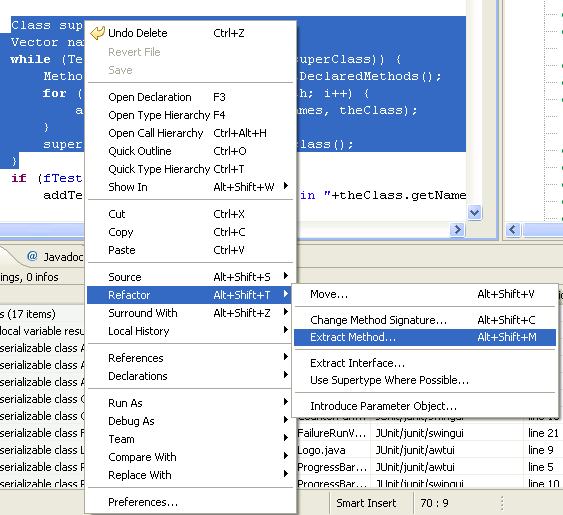 Class sup
Vector na
while (Te superClass)) {
Metho DeclaredMethods();
for ( h; i++) {
a mes, theClass);
}
super class();
}
if (fTest
addTe in "+theClass.getName
Undo Delete Ctrl+Z
Revert File
Save
Open Declaration F3
Open Type Hierarchy F4
Open Call Hierarchy Ctrl+Alt+H
Quick Outline Ctrl+O
Quick Type Hierarchy Ctrl+T
Show In Alt+Shift+W
Cut Ctrl+X
Copy Ctrl+C
Paste Ctrl+V
Source Alt+Shift+S
Refactor Alt+Shift+T
Surround With Alt+Shift+Z
Local History
References
Declarations
Run As
Debug As
Team
Compare With
Replace With
Preferences...
Move... Alt+Shift+V
Change Method Signature... Alt+Shift+C
Extract Method... Alt+Shift+M
Extract Interface...
Use Supertype Where Possible...
Introduce Parameter Object...
@ Javadoc
ings, 0 infos
s (17 items)
local variable resu
serializable class A
serializable class A
serializable class A
serializable class C
serializable class C
serializable class F FailureRunV... JUnit/junit/swingui line 21
serializable class L Logo.java JUnit/junit/awtui line 9
serializable class P ProgressBar... JUnit/junit/awtui line 5
serializable class P ProgressBar... JUnit/junit/swingui line 10
Smart Insert 70 : 9